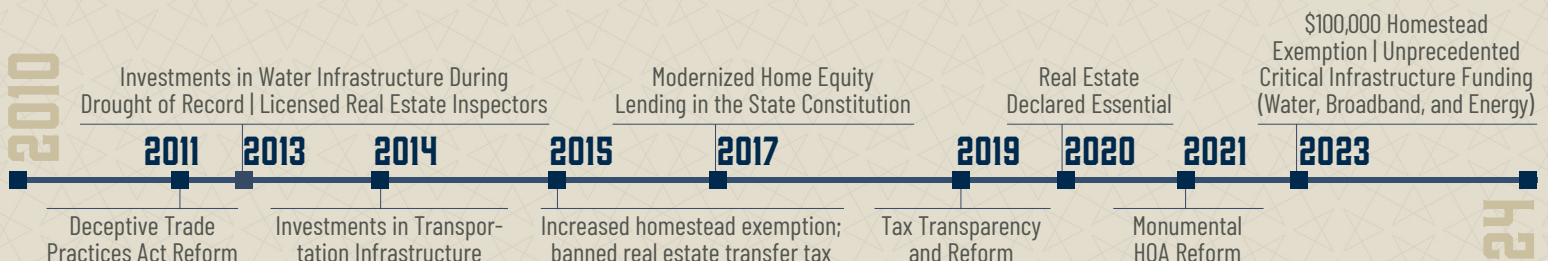 2010
Investments in Water Infrastructure During
Drought of Record | Licensed Real Estate Inspectors
Modernized Home Equity
Lending in the State Constitution
Real Estate
Declared Essential
$100,000 Homestead
Exemption | Unprecedented
Critical Infrastructure Funding
(Water, Broadband, and Energy)
2011
2013
2014
2015
2017
2019
2020
2021
2023
Deceptive Trade
Practices Act Reform
Investments in Transpor-
tation Infrastructure
Increased homestead exemption;
banned real estate transfer tax
Tax Transparency
and Reform
Monumental
HOA Reform
24